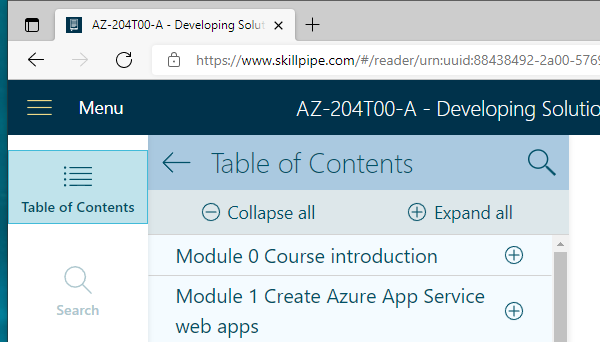 AZ-204T00-A - Developing Solut
https://www.skillpipe.com/#/reader/urn:uuid:88438492-2a00-576
Menu
AZ-204T00-A - Developing Solutio
Table of Contents
Table of Contents
Collapse all
Expand all
Module 0 Course introduction
Search
Module 1 Create Azure App Service
web apps